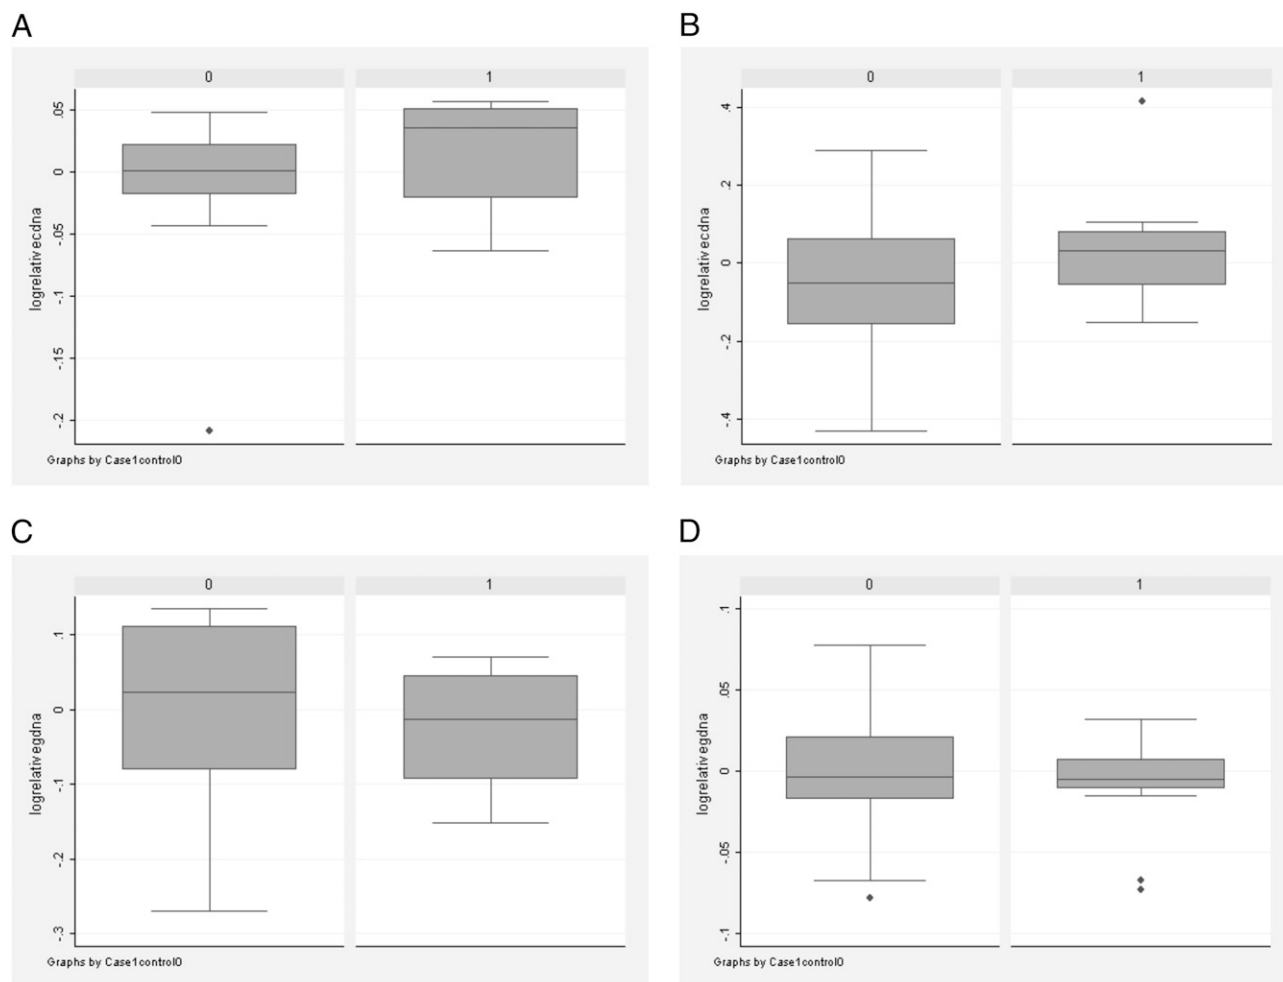 A
0 1
.05
0
-.05
-.1
-.15
-.2
logrelativecdna
Graphs by Case1control0
B
0 1
.4
.2
0
-.2
-.4
logrelativecdna
Graphs by Case1control0
C
0 1
.1
0
-.1
-.2
-.3
logrelativegdna
Graphs by Case1control0
D
0 1
.1
.05
0
-.05
-.1
logrelativegdna
Graphs by Case1control0